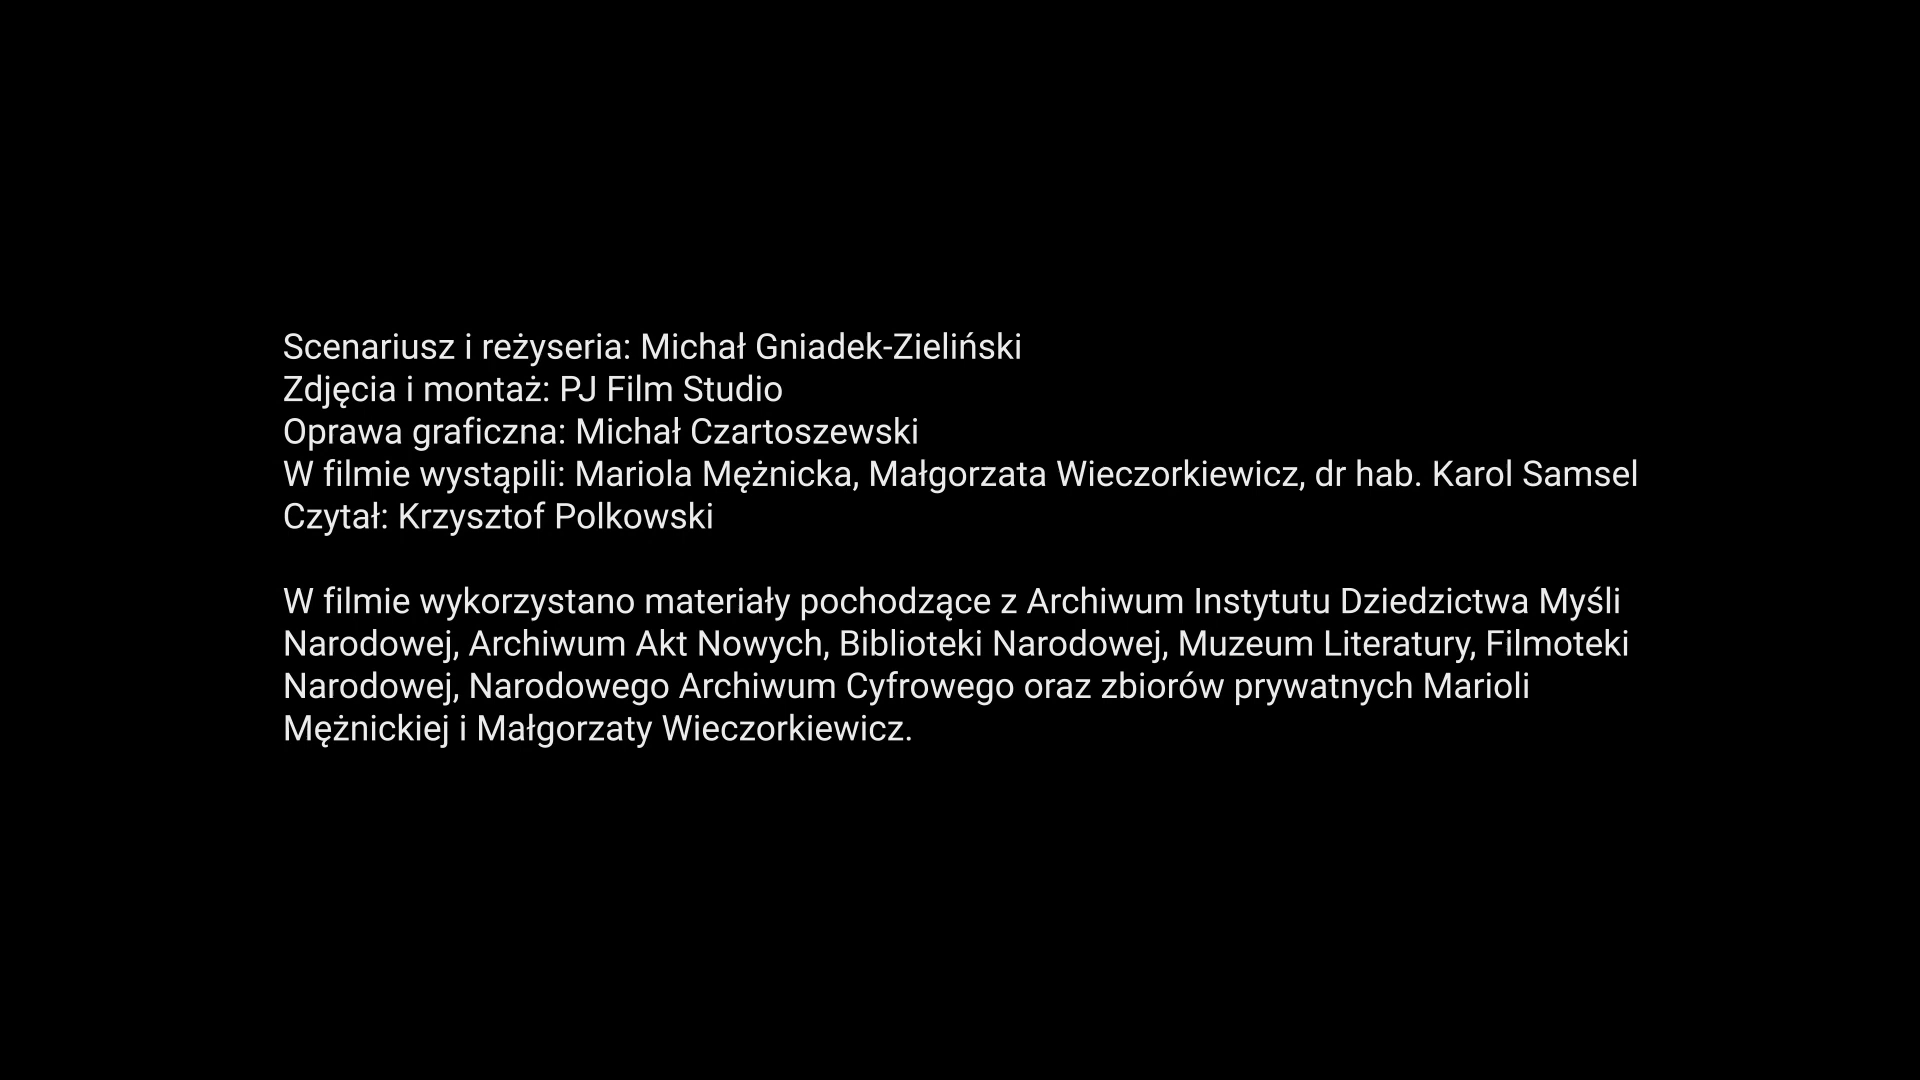 Scenariusz i reżyseria: Michał Gniadek-Zieliński
Zdjęcia i montaż: PJ Film Studio
Oprawa graficzna: Michał Czartoszewski
W filmie wystąpili: Mariola Mężnicka, Małgorzata Wieczorkiewicz, dr hab. Karol Samsel
Czytał: Krzysztof Polkowski
W filmie wykorzystano materiały pochodzące z Archiwum Instytutu Dziedzictwa Myśli
Narodowej, Archiwum Akt Nowych, Biblioteki Narodowej, Muzeum Literatury, Filmoteki
Narodowej, Narodowego Archiwum Cyfrowego oraz zbiorów prywatnych Marioli
Mężnickiej i Małgorzaty Wieczorkiewicz.